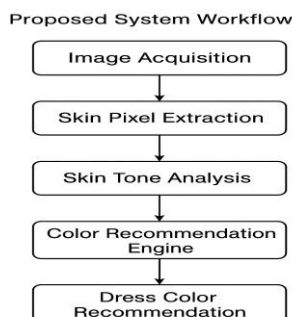 Proposed System Workflow
Image Acquisition
Skin Pixel Extraction
Skin Tone Analysis
Color Recommendation
Engine
Dress Color
Recommendation